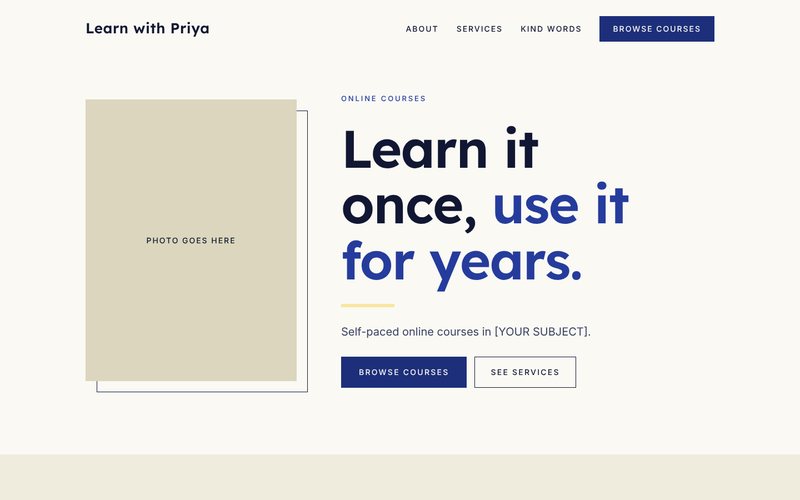 Learn with Priya
ABOUT
SERVICES
KIND WORDS
BROWSE COURSES
PHOTO GOES HERE
ONLINE COURSES
Learn it
once, use it
for years.
Self-paced online courses in [YOUR SUBJECT].
BROWSE COURSES
SEE SERVICES